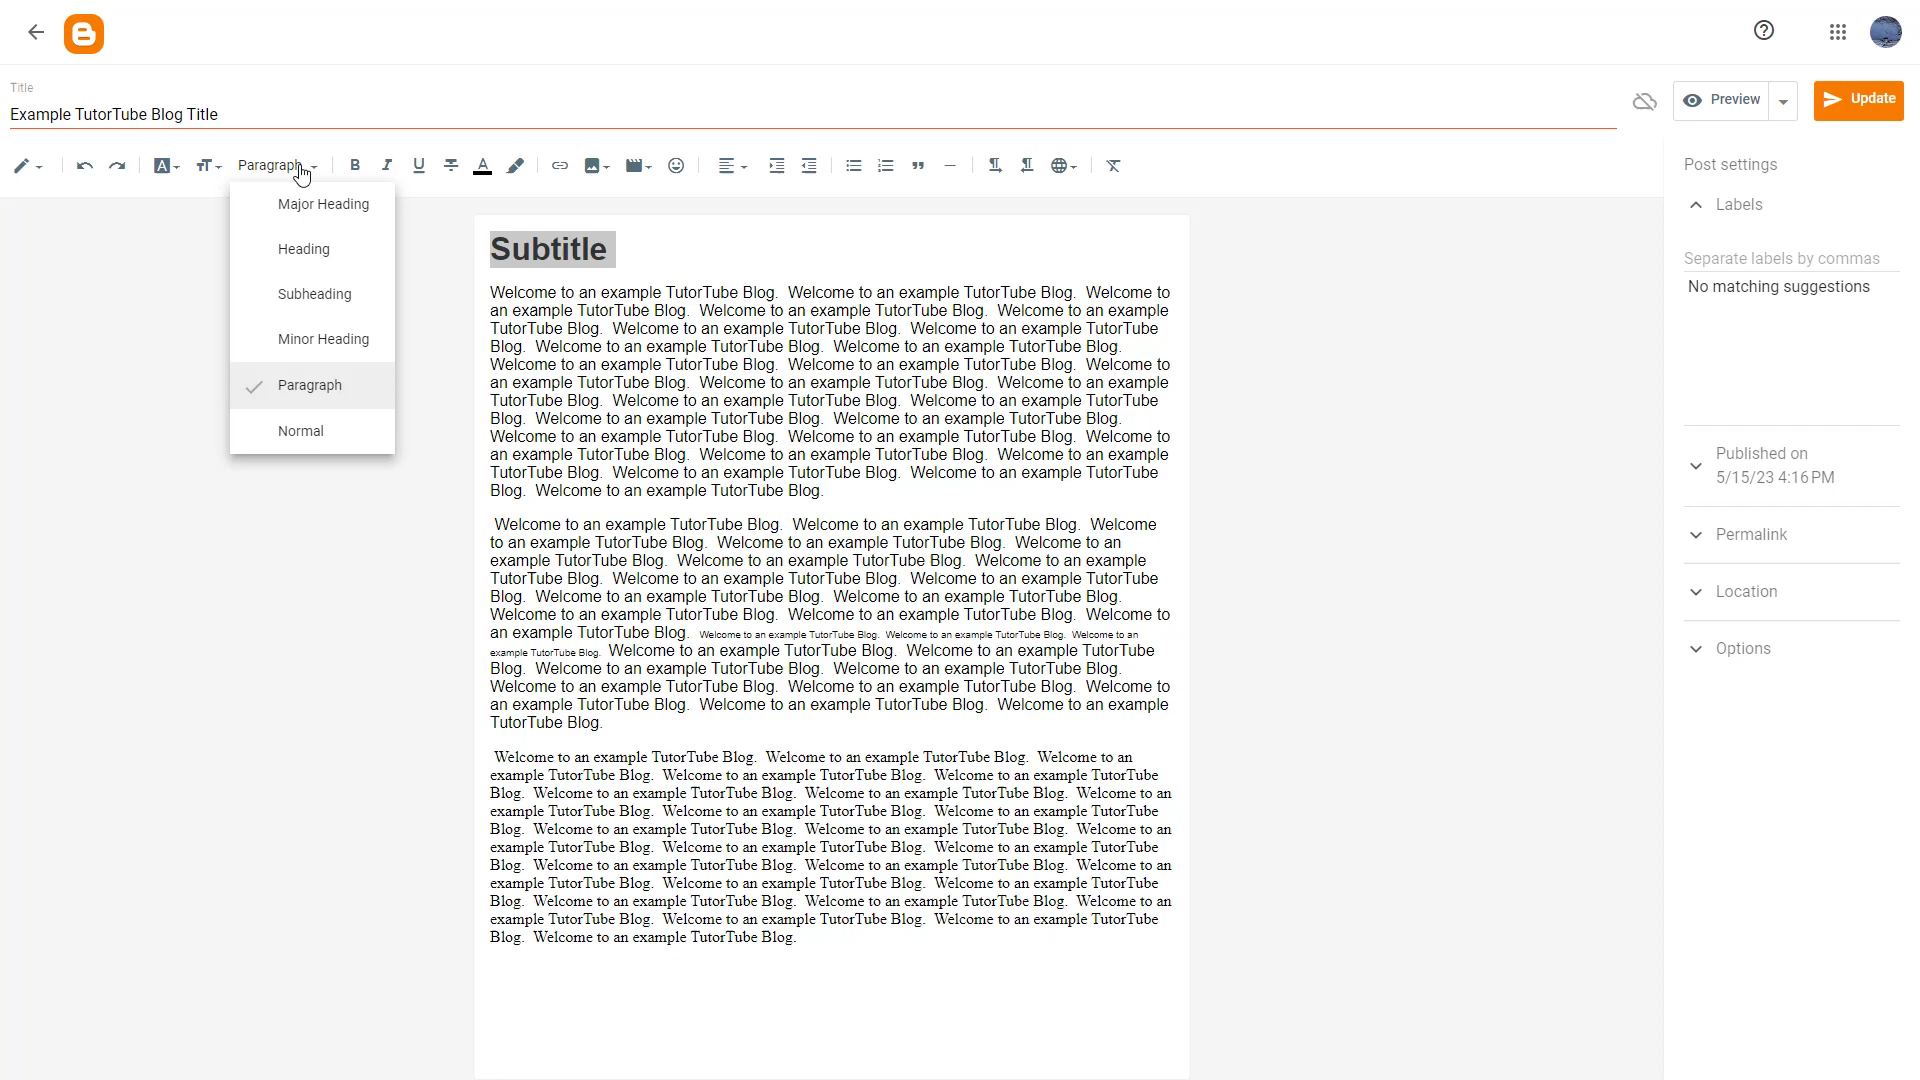 Title
Example TutorTube Blog Title
Preview
Update
Paragraph
B I U A
Major Heading
Heading
Subheading
Minor Heading
Paragraph
Normal
Subtitle
Welcome to an example TutorTube Blog.  Welcome to an example TutorTube Blog.  Welcome to
an example TutorTube Blog.  Welcome to an example TutorTube Blog.  Welcome to an example
TutorTube Blog.  Welcome to an example TutorTube Blog.  Welcome to an example TutorTube
Blog.  Welcome to an example TutorTube Blog.  Welcome to an example TutorTube Blog.
Welcome to an example TutorTube Blog.  Welcome to an example TutorTube Blog.  Welcome to
an example TutorTube Blog.  Welcome to an example TutorTube Blog.  Welcome to an example
TutorTube Blog.  Welcome to an example TutorTube Blog.  Welcome to an example TutorTube
Blog.  Welcome to an example TutorTube Blog.  Welcome to an example TutorTube Blog.
Welcome to an example TutorTube Blog.  Welcome to an example TutorTube Blog.  Welcome to
an example TutorTube Blog.  Welcome to an example TutorTube Blog.  Welcome to an example
TutorTube Blog.  Welcome to an example TutorTube Blog.  Welcome to an example TutorTube
Blog.  Welcome to an example TutorTube Blog.
Welcome to an example TutorTube Blog.  Welcome to an example TutorTube Blog.  Welcome
to an example TutorTube Blog.  Welcome to an example TutorTube Blog.  Welcome to an
example TutorTube Blog.  Welcome to an example TutorTube Blog.  Welcome to an example
TutorTube Blog.  Welcome to an example TutorTube Blog.  Welcome to an example TutorTube
Blog.  Welcome to an example TutorTube Blog.  Welcome to an example TutorTube Blog.
Welcome to an example TutorTube Blog.  Welcome to an example TutorTube Blog.  Welcome to
an example TutorTube Blog.  Welcome to an example TutorTube Blog.  Welcome to an example TutorTube Blog.  Welcome to an
example TutorTube Blog.  Welcome to an example TutorTube Blog.  Welcome to an example TutorTube
Blog.  Welcome to an example TutorTube Blog.  Welcome to an example TutorTube Blog.
Welcome to an example TutorTube Blog.  Welcome to an example TutorTube Blog.  Welcome to
an example TutorTube Blog.  Welcome to an example TutorTube Blog.  Welcome to an example
TutorTube Blog.
Welcome to an example TutorTube Blog.  Welcome to an example TutorTube Blog.  Welcome to an
example TutorTube Blog.  Welcome to an example TutorTube Blog.  Welcome to an example TutorTube
Blog.  Welcome to an example TutorTube Blog.  Welcome to an example TutorTube Blog.  Welcome to an
example TutorTube Blog.  Welcome to an example TutorTube Blog.  Welcome to an example TutorTube
Blog.  Welcome to an example TutorTube Blog.  Welcome to an example TutorTube Blog.  Welcome to an
example TutorTube Blog.  Welcome to an example TutorTube Blog.  Welcome to an example TutorTube
Blog.  Welcome to an example TutorTube Blog.  Welcome to an example TutorTube Blog.  Welcome to an
example TutorTube Blog.  Welcome to an example TutorTube Blog.  Welcome to an example TutorTube
Blog.  Welcome to an example TutorTube Blog.  Welcome to an example TutorTube Blog.  Welcome to an
example TutorTube Blog.  Welcome to an example TutorTube Blog.  Welcome to an example TutorTube
Blog.  Welcome to an example TutorTube Blog.
Post settings
Labels
Separate labels by commas
No matching suggestions
Published on
5/15/23 4:16 PM
Permalink
Location
Options